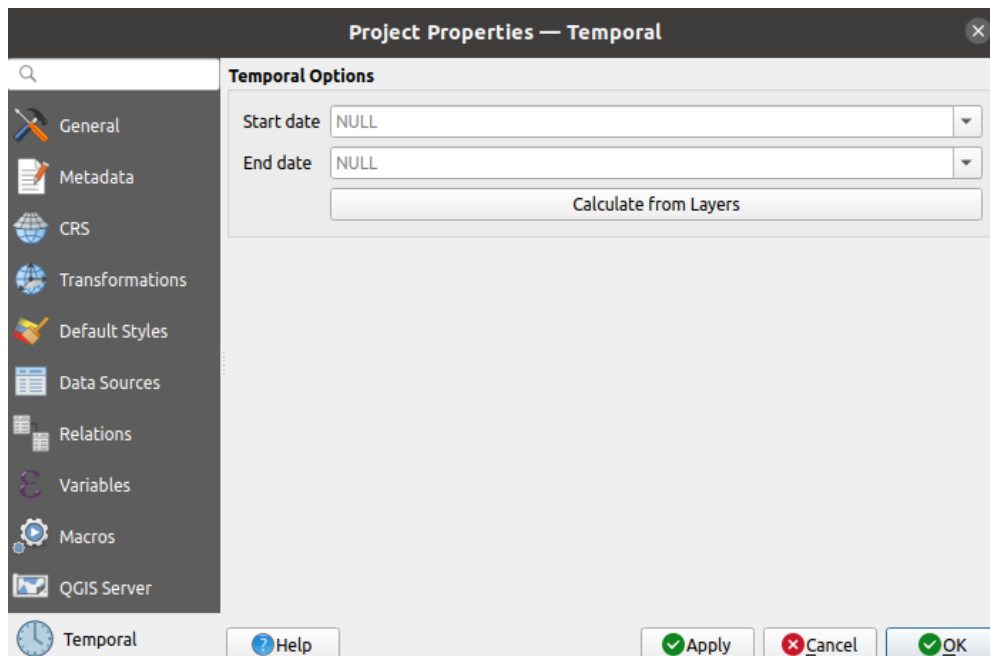 Project Properties — Temporal
Temporal Options
General
Metadata
CRS
Transformations
Default Styles
Data Sources
Relations
Variables
Macros
QGIS Server
Temporal
Start date NULL
End date NULL
Calculate from Layers
Help
Apply
Cancel
OK